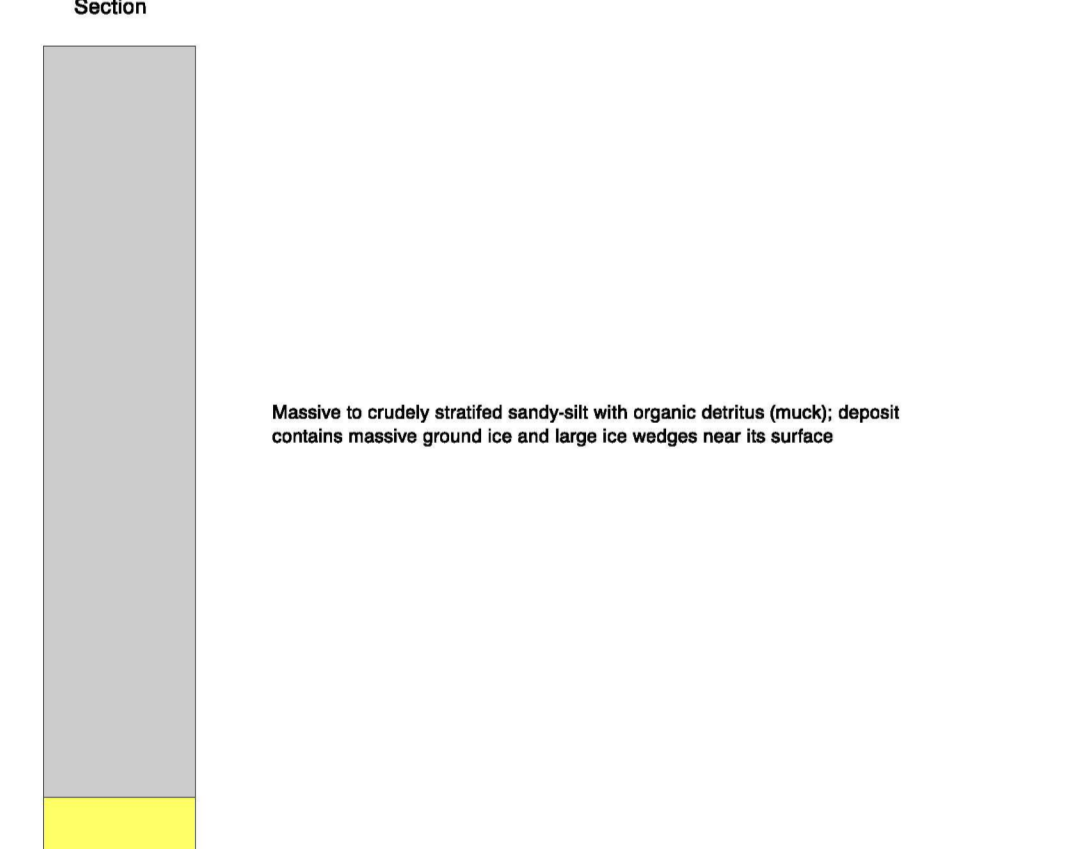 Section
Massive to crudely stratifed sandy-silt with organic detritus (muck); deposit
contains massive ground ice and large ice wedges near its surface